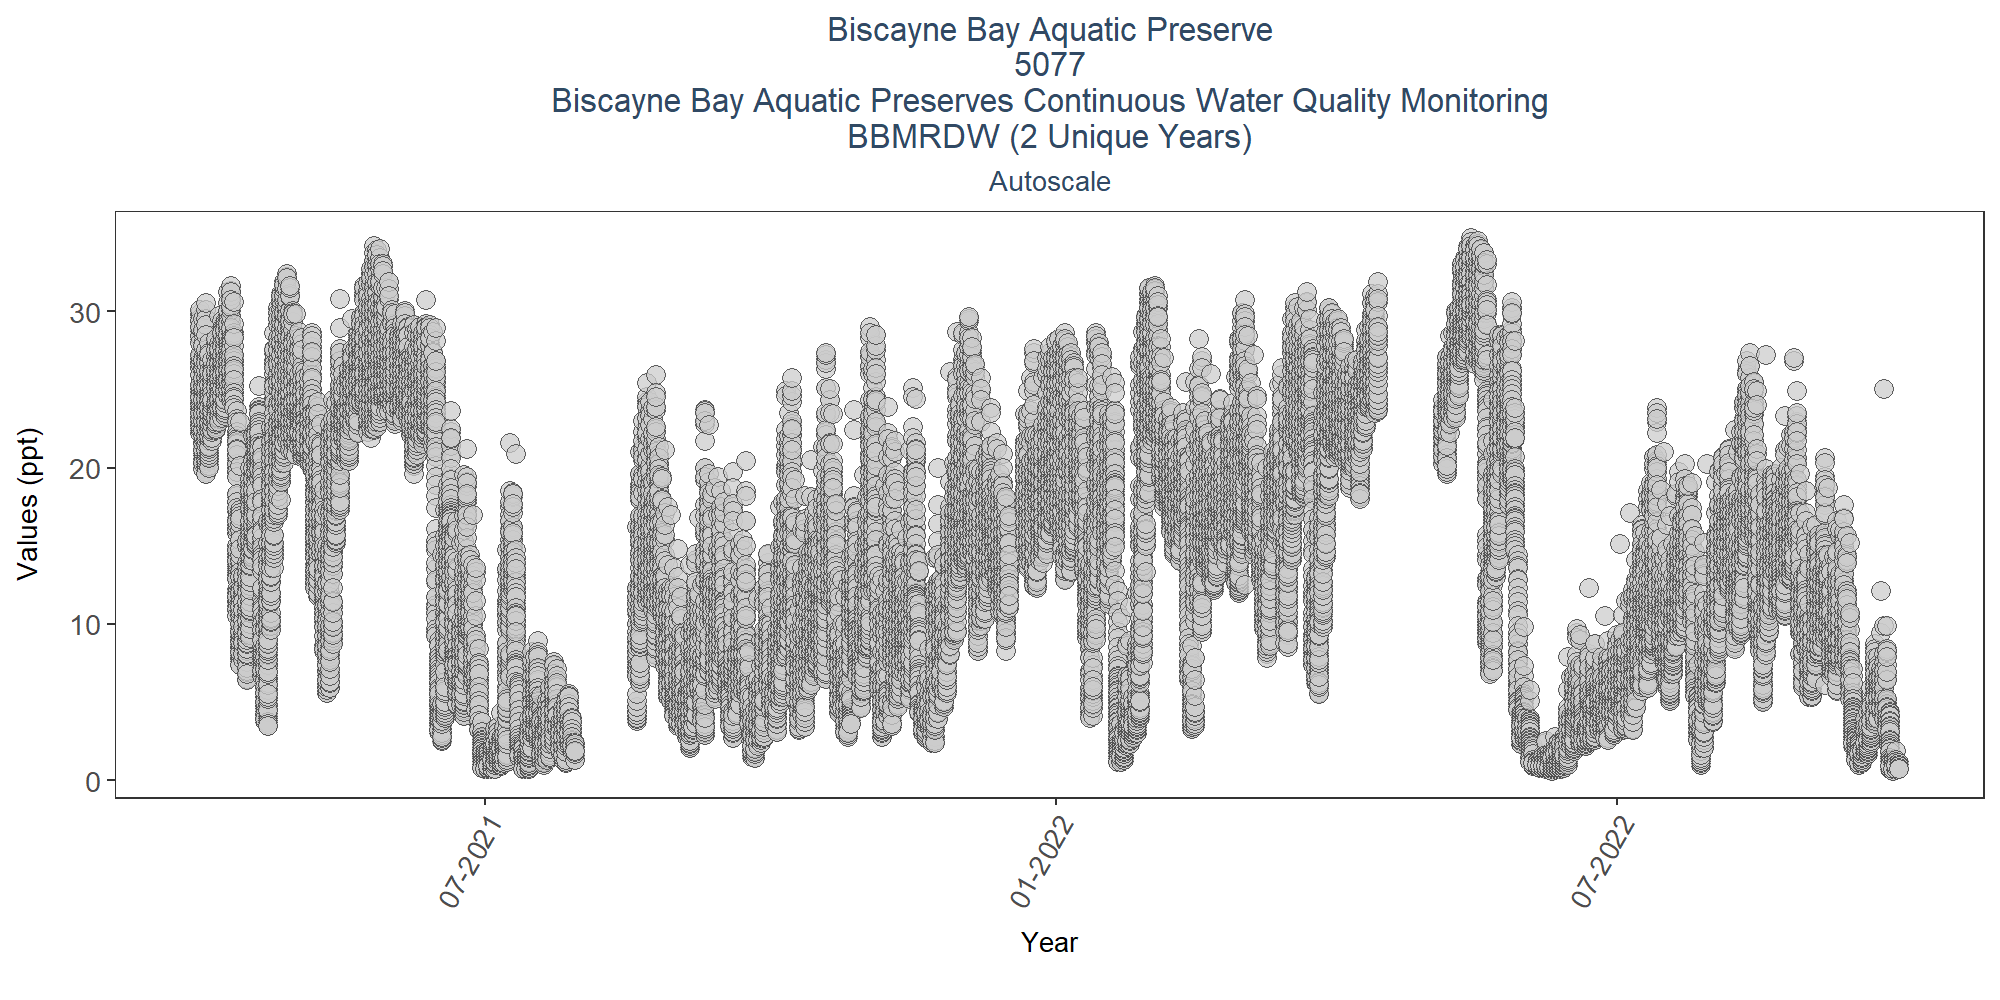 Biscayne Bay Aquatic Preserve
5077
Biscayne Bay Aquatic Preserves Continuous Water Quality Monitoring
BBMRDW (2 Unique Years)
Autoscale
Values (ppt)
30
20
10
0
07-2021
01-2022
07-2022
Year